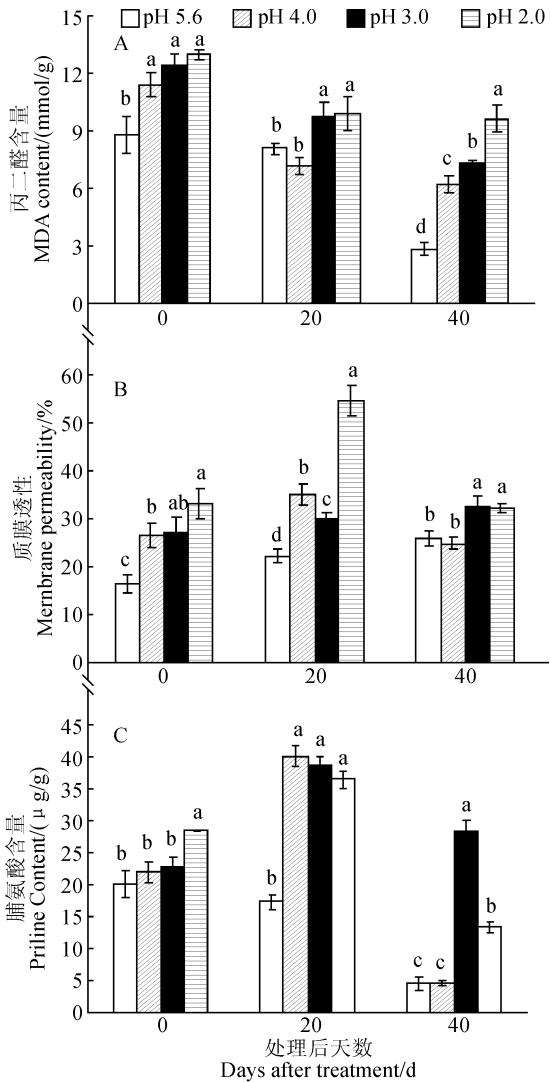 pH 5.6 pH 4.0 pH 3.0 pH 2.0
A
丙二醛含量
MDA content/(mmol/g)
15
12
9
6
3
0
b a a a
b b a a
d c b a
0 20 40
B
质膜透性
Mernbrane permeability/%
60
50
40
30
20
10
0
c b ab a
d b c a
b b a a
0 20 40
C
脯氨酸含量
Priline Content/(μg/g)
45
40
35
30
25
20
15
10
5
0
b b b a
b a a a
c c a b
0 20 40
处理后天数
Days after treatment/d